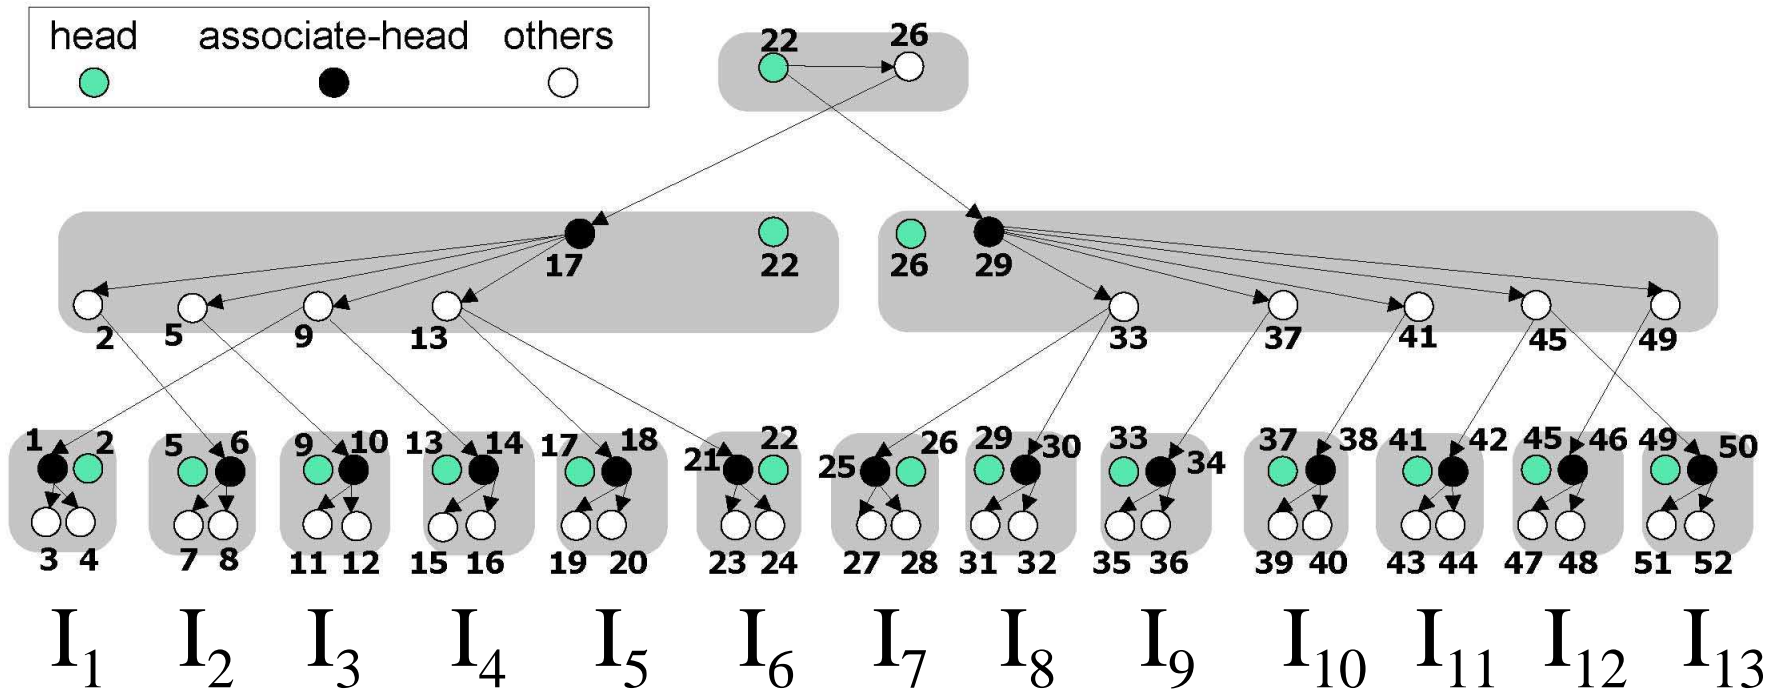 head associate-head others
22 26
17 22 26 29
2 5 9 13 33 37 41 45 49
1 2 5 6 9 10 13 14 17 18 21 22 25 26 29 30 33 34 37 38 41 42 45 46 49 50
3 4 7 8 11 12 15 16 19 20 23 24 27 28 31 32 35 36 39 40 43 44 47 48 51 52
I1 I2 I3 I4 I5 I6 I7 I8 I9 I10 I11 I12 I13